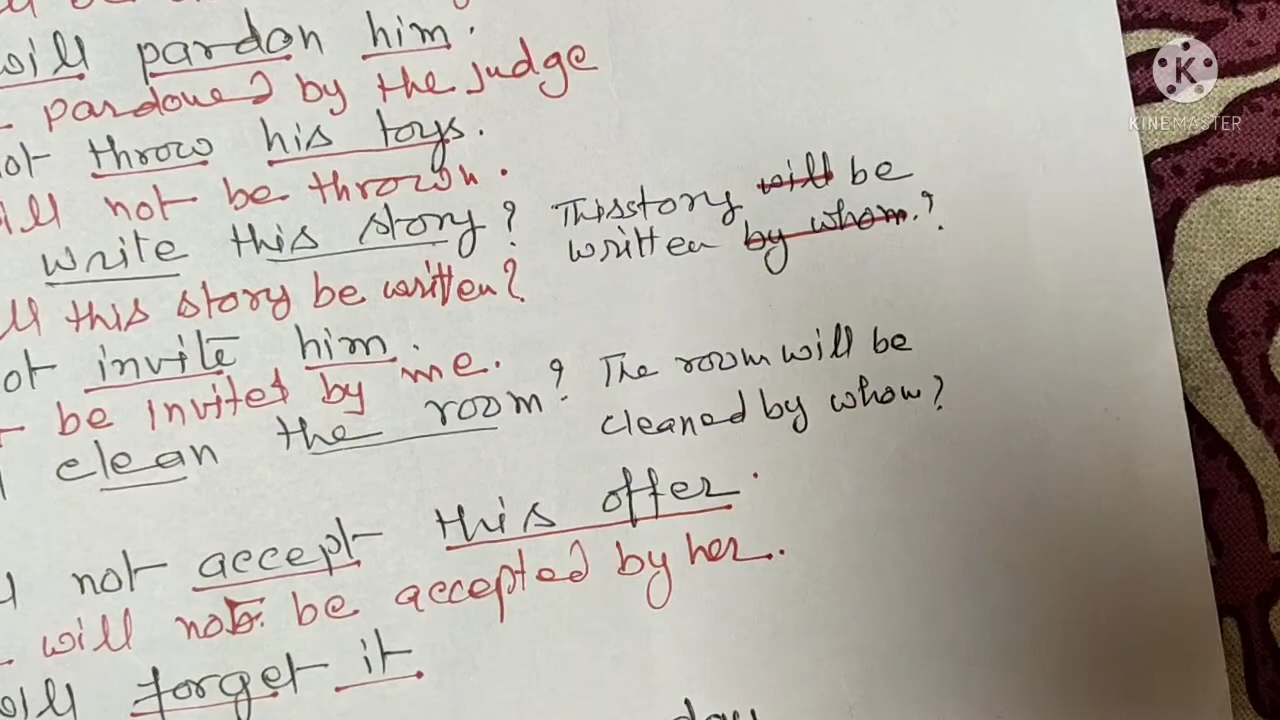 will pardon him.
pardoned by the judge
not throw his toys.
will not be thrown.
write this story? This story will be
written by whom.?
this story be written?
not invite him.
be invited by me.
clean the room? The room will be
cleaned by whom?
not accept this offer.
will not be accepted by her.
will forget it
day
K
KINEMASTER